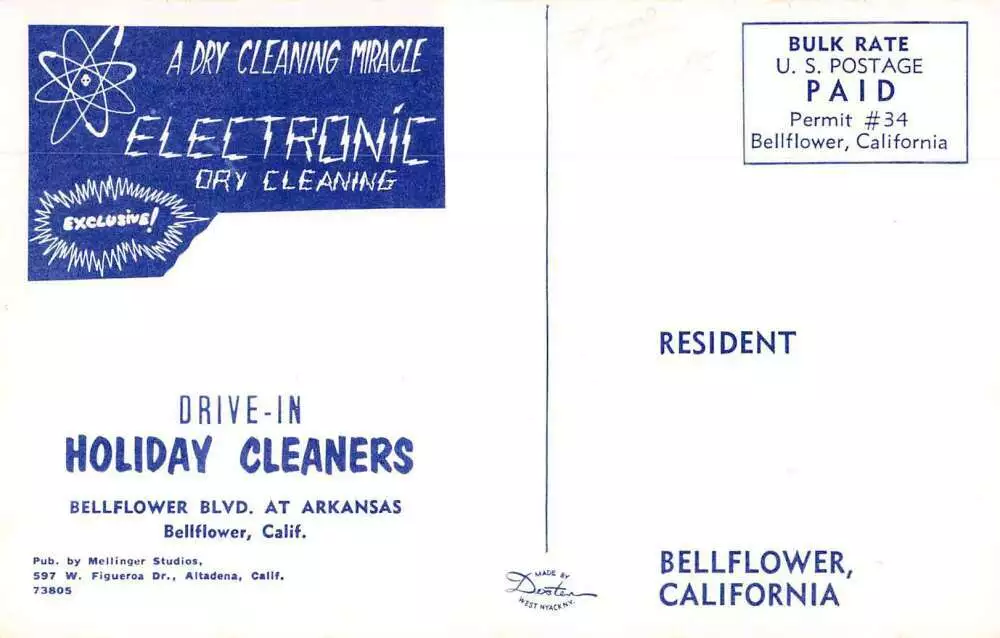 A DRY CLEANING MIRACLE
ELECTRONIC
DRY CLEANING
EXCLUSIVE!
DRIVE-IN
HOLIDAY CLEANERS
BELLFLOWER BLVD. AT ARKANSAS
Bellflower, Calif.
Pub. by Mellinger Studios,
597 W. Figueroa Dr., Altadena, Calif.
73805
MADE BY
Dexter
WEST NYACK N.Y.
BULK RATE
U. S. POSTAGE
PAID
Permit #34
Bellflower, California
RESIDENT
BELLFLOWER,
CALIFORNIA